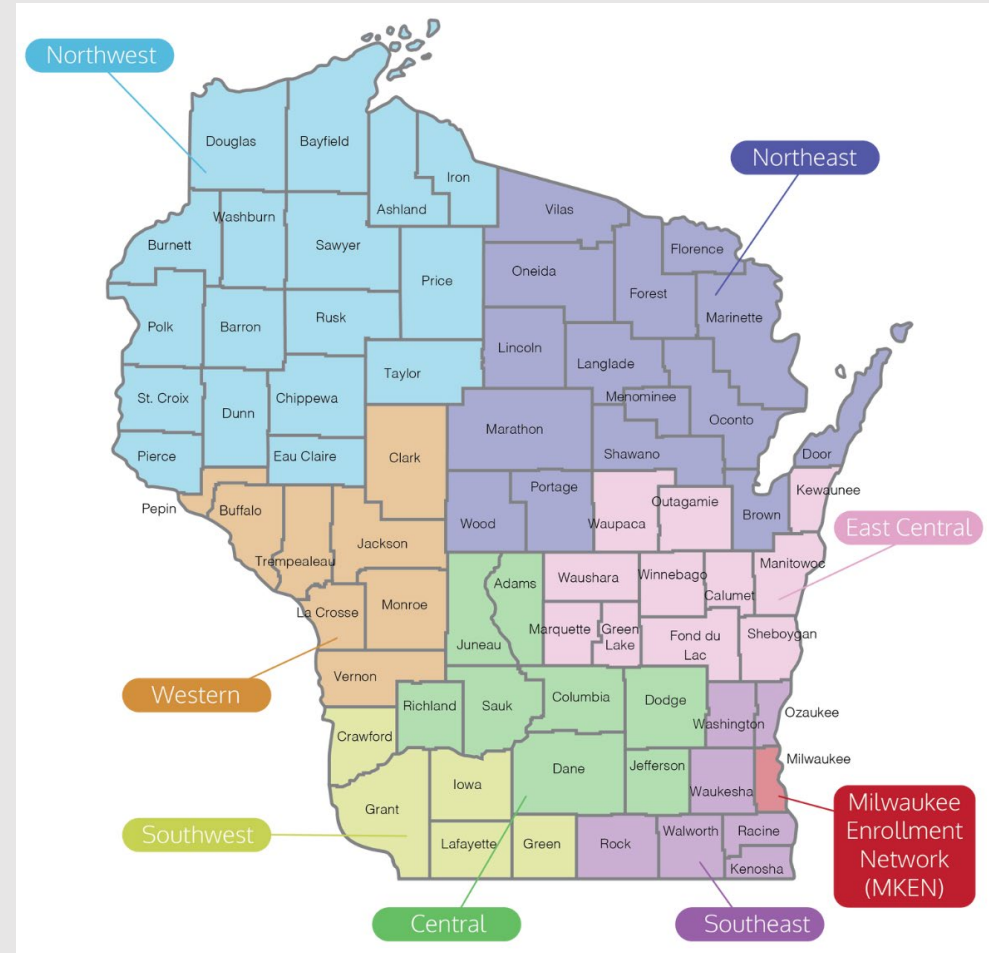 Northwest
Northeast
Douglas
Bayfield
Iron
Ashland
Vilas
Washburn
Burnett
Sawyer
Florence
Price
Oneida
Forest
Marinette
Polk
Barron
Rusk
Lincoln
Langlade
Taylor
St. Croix
Dunn
Chippewa
Menominee
Oconto
Marathon
Pierce
Eau Claire
Clark
Shawano
Door
Portage
Kewaunee
Pepin
Buffalo
Wood
Waupaca
Outagamie
Brown
East Central
Jackson
Trempealeau
Adams
Waushara
Winnebago
Manitowoc
Calumet
La Crosse
Monroe
Juneau
Marquette
Green
Lake
Fond du
Lac
Sheboygan
Vernon
Western
Richland
Sauk
Columbia
Dodge
Washington
Ozaukee
Crawford
Milwaukee
Iowa
Dane
Jefferson
Waukesha
Grant
Milwaukee
Enrollment
Network
(MKEN)
Southwest
Lafayette
Green
Rock
Walworth
Racine
Kenosha
Central
Southeast